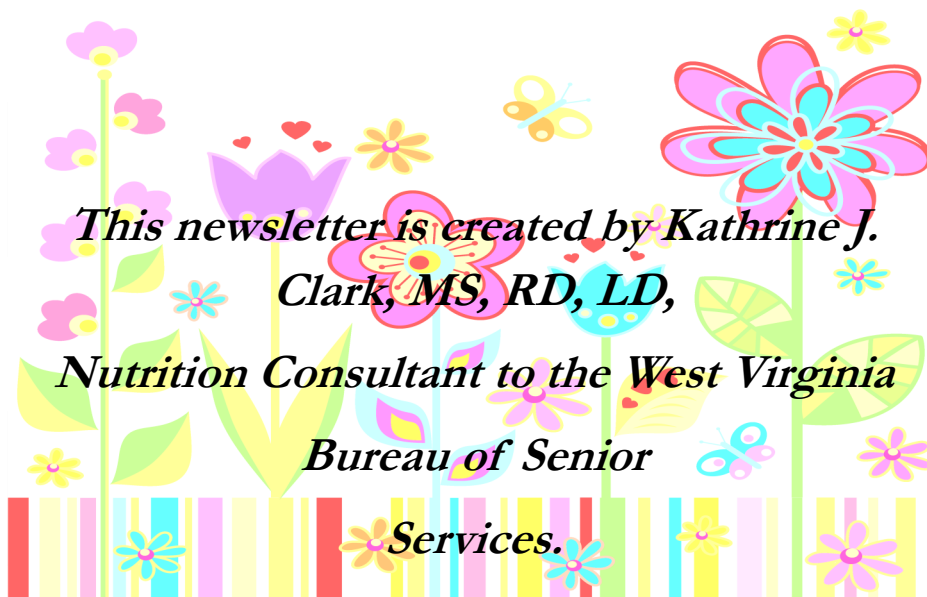 This newsletter is created by Kathrine J.
Clark, MS, RD, LD,
Nutrition Consultant to the West Virginia
Bureau of Senior
Services.